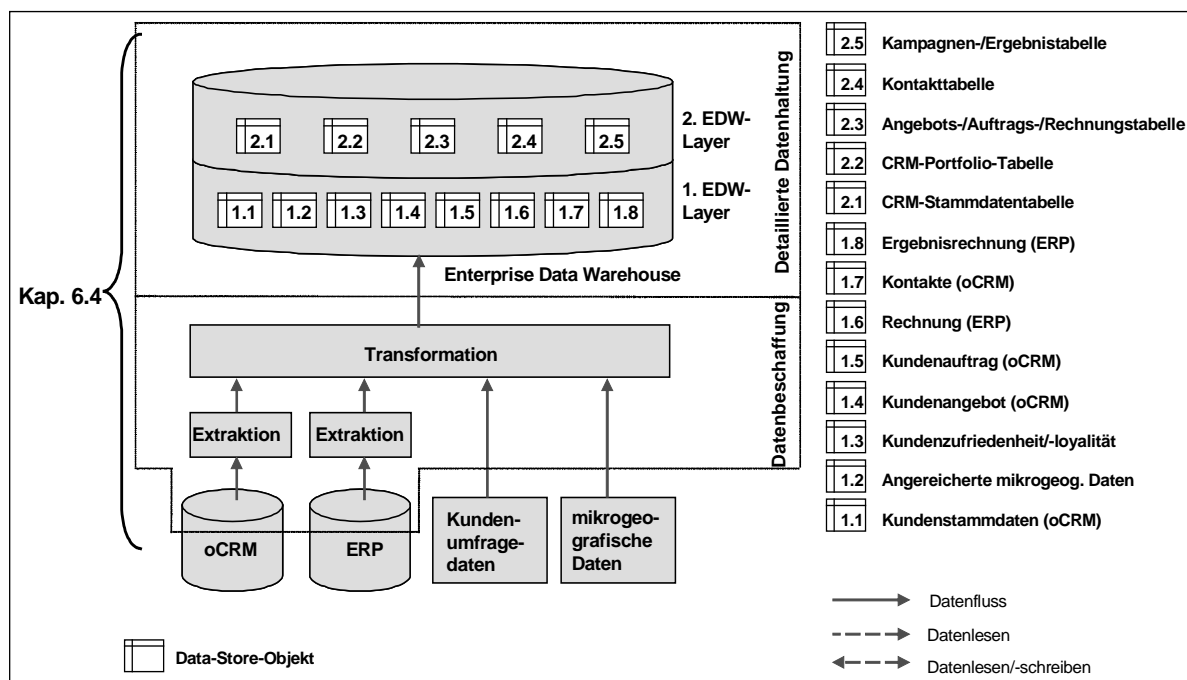 Kap. 6.4
2.1 2.2 2.3 2.4 2.5
2. EDW-
Layer
1.1 1.2 1.3 1.4 1.5 1.6 1.7 1.8
1. EDW-
Layer
Enterprise Data Warehouse
Detaillierte Datenhaltung
Transformation
Extraktion
Extraktion
Datenbeschaffung
oCRM
ERP
Kunden-
umfrage-
daten
mikrogeo-
grafische
Daten
Data-Store-Objekt
2.5 Kampagnen-/Ergebnistabelle
2.4 Kontakttabelle
2.3 Angebots-/Auftrags-/Rechnungstabelle
2.2 CRM-Portfolio-Tabelle
2.1 CRM-Stammdatentabelle
1.8 Ergebnisrechnung (ERP)
1.7 Kontakte (oCRM)
1.6 Rechnung (ERP)
1.5 Kundenauftrag (oCRM)
1.4 Kundenangebot (oCRM)
1.3 Kundenzufriedenheit/-loyalität
1.2 Angereicherte mikrogeog. Daten
1.1 Kundenstammdaten (oCRM)
Datenfluss
Datenlesen
Datenlesen/-schreiben